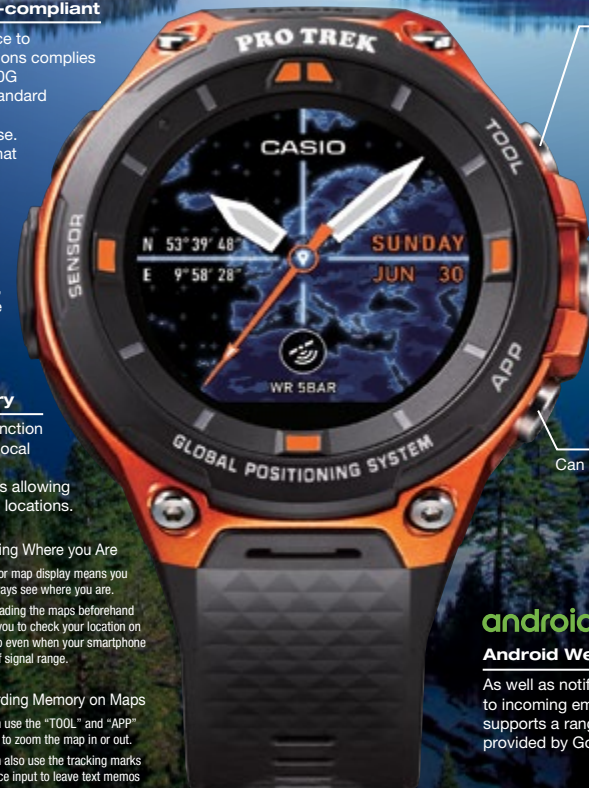 -compliant
ce to
ons complies
0G
andard
se.
hat
PRO TREK
TOOL
CASIO
SENSOR
N 53°39'48"
E 9°58'28"
SUNDAY
JUN 30
WR 5BAR
APP
GLOBAL POSITIONING SYSTEM
e
ry
nction
ocal
s allowing
locations.
ing Where you Are
or map display means you
ays see where you are.
ading the maps beforehand
you to check your location on
o even when your smartphone
f signal range.
ding Memory on Maps
n use the “TOOL” and “APP”
to zoom the map in or out.
n also use the tracking marks
ce input to leave text memos
Can
android
Android We
As well as notif
to incoming em
supports a rang
provided by Go